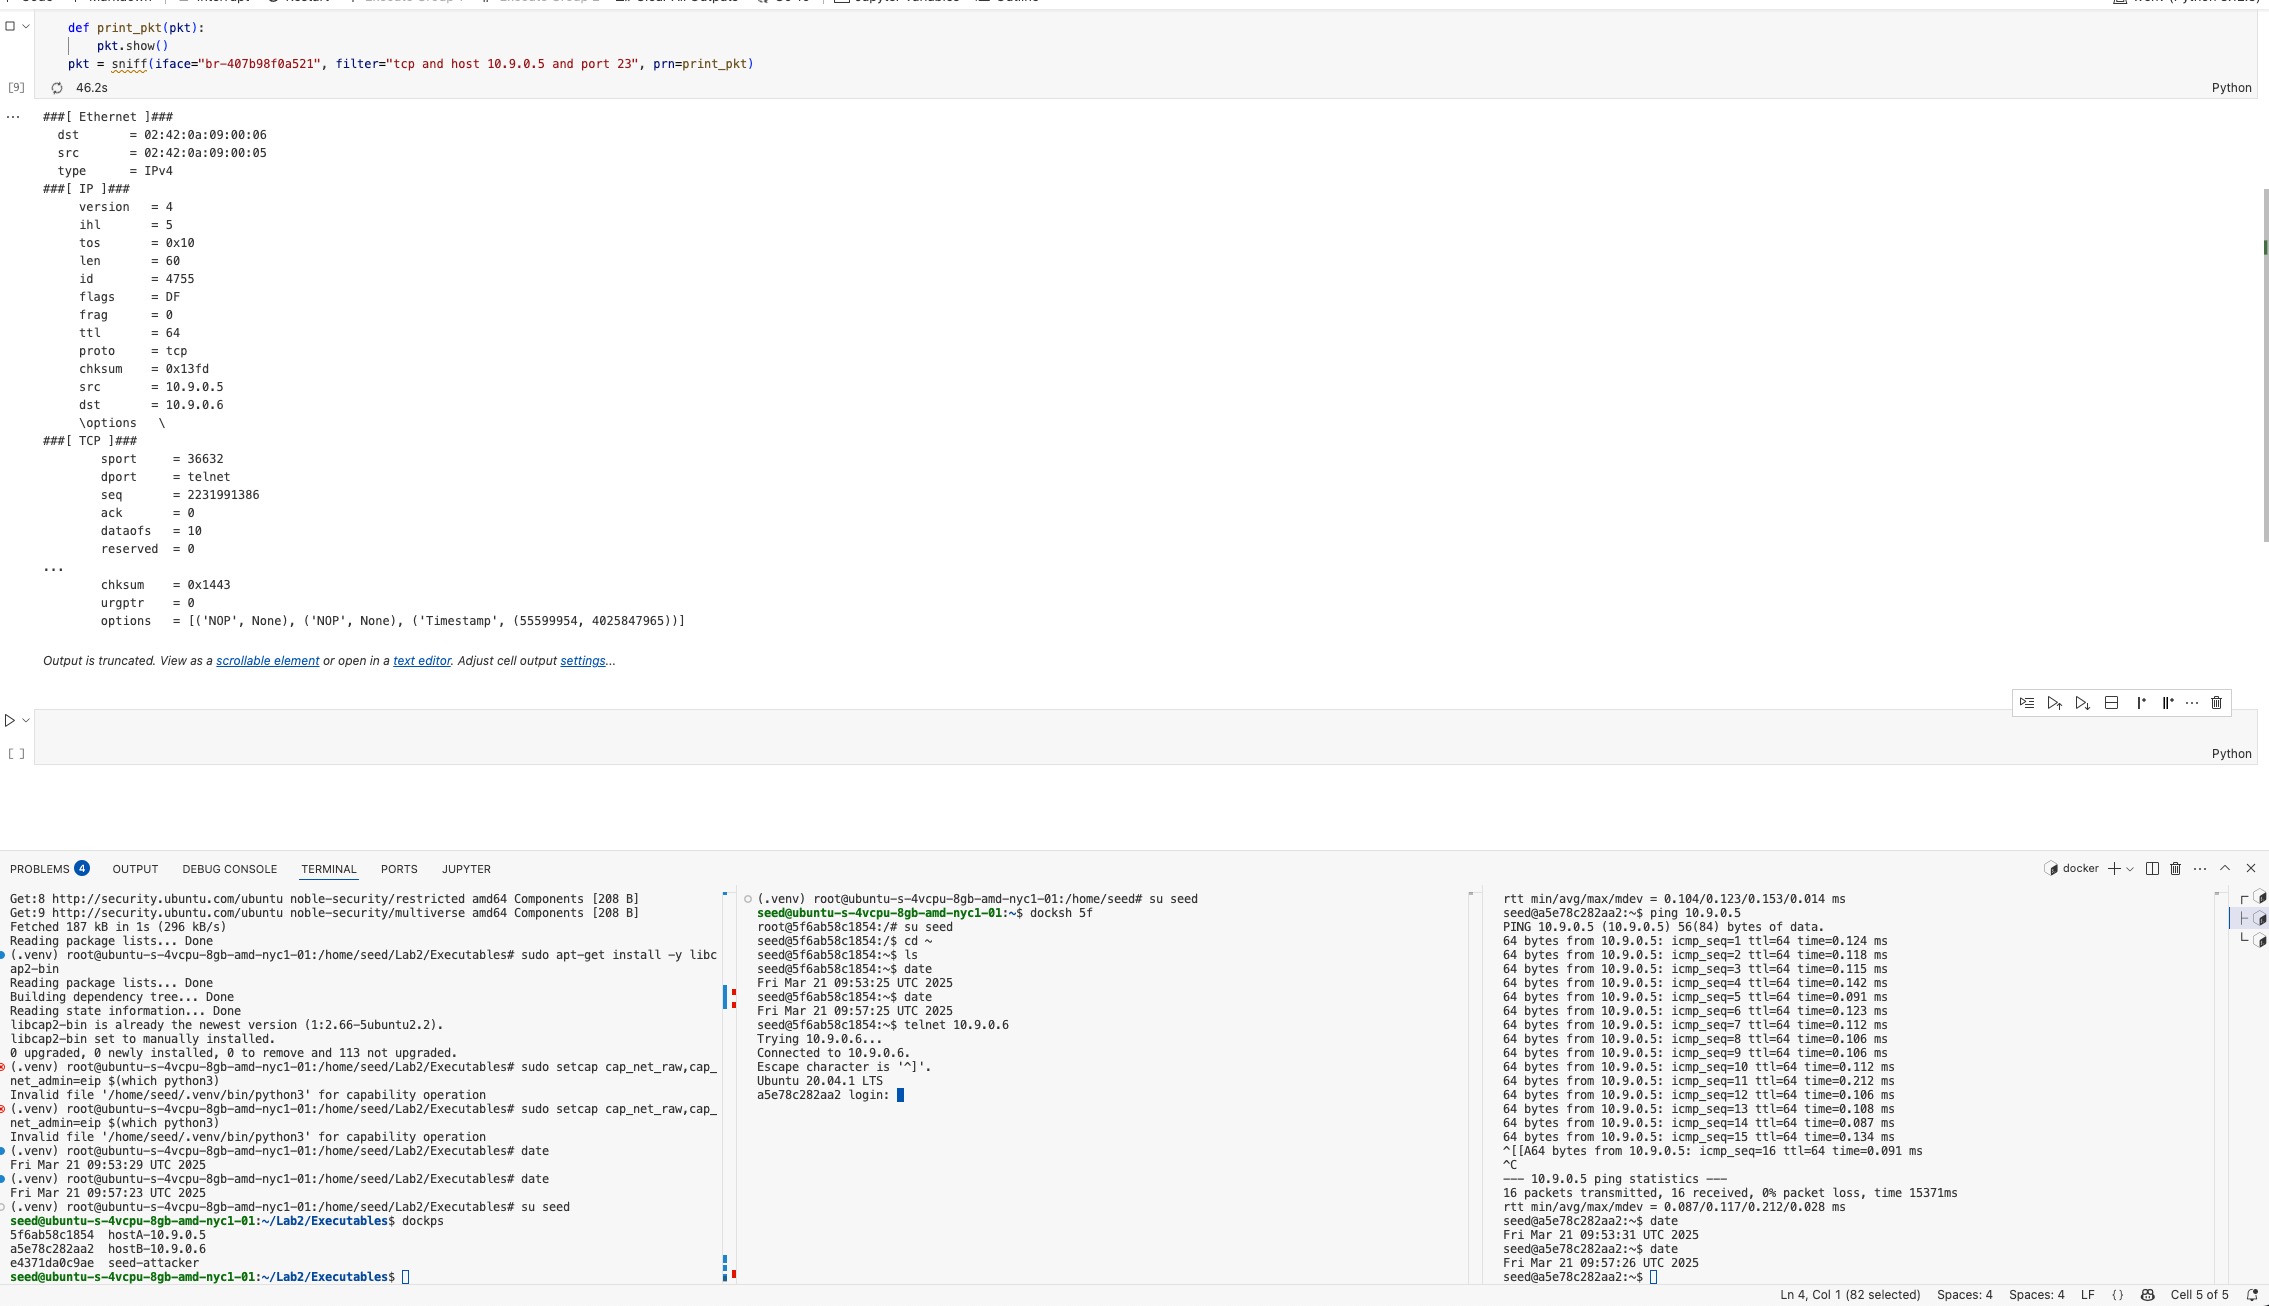 def print_pkt(pkt):
    pkt.show()
pkt = sniff(iface="br-407b98f0a521", filter="tcp and host 10.9.0.5 and port 23", prn=print_pkt)
[9]
46.2s
Python
...
###[ Ethernet ]###
  dst       = 02:42:0a:09:00:06
  src       = 02:42:0a:09:00:05
  type      = IPv4
###[ IP ]###
     version   = 4
     ihl       = 5
     tos       = 0x10
     len       = 60
     id        = 4755
     flags     = DF
     frag      = 0
     ttl       = 64
     proto     = tcp
     chksum    = 0x13fd
     src       = 10.9.0.5
     dst       = 10.9.0.6
     \options   \
###[ TCP ]###
        sport     = 36632
        dport     = telnet
        seq       = 2231991386
        ack       = 0
        dataofs   = 10
        reserved  = 0
...
        chksum    = 0x1443
        urgptr    = 0
        options   = [('NOP', None), ('NOP', None), ('Timestamp', (55599954, 4025847965))]
Output is truncated. View as a scrollable element or open in a text editor. Adjust cell output settings...
[ ]
Python
PROBLEMS 4 OUTPUT DEBUG CONSOLE TERMINAL PORTS JUPYTER
docker
Get:8 http://security.ubuntu.com/ubuntu noble-security/restricted amd64 Components [208 B]
Get:9 http://security.ubuntu.com/ubuntu noble-security/multiverse amd64 Components [208 B]
Fetched 187 kB in 1s (296 kB/s)
Reading package lists... Done
(.venv) root@ubuntu-s-4vcpu-8gb-amd-nyc1-01:/home/seed/Lab2/Executables# sudo apt-get install -y libc
ap2-bin
Reading package lists... Done
Building dependency tree... Done
Reading state information... Done
libcap2-bin is already the newest version (1:2.66-5ubuntu2.2).
libcap2-bin set to manually installed.
0 upgraded, 0 newly installed, 0 to remove and 113 not upgraded.
(.venv) root@ubuntu-s-4vcpu-8gb-amd-nyc1-01:/home/seed/Lab2/Executables# sudo setcap cap_net_raw,cap_
net_admin=eip $(which python3)
Invalid file '/home/seed/.venv/bin/python3' for capability operation
(.venv) root@ubuntu-s-4vcpu-8gb-amd-nyc1-01:/home/seed/Lab2/Executables# sudo setcap cap_net_raw,cap_
net_admin=eip $(which python3)
Invalid file '/home/seed/.venv/bin/python3' for capability operation
(.venv) root@ubuntu-s-4vcpu-8gb-amd-nyc1-01:/home/seed/Lab2/Executables# date
Fri Mar 21 09:53:29 UTC 2025
(.venv) root@ubuntu-s-4vcpu-8gb-amd-nyc1-01:/home/seed/Lab2/Executables# date
Fri Mar 21 09:57:23 UTC 2025
(.venv) root@ubuntu-s-4vcpu-8gb-amd-nyc1-01:/home/seed/Lab2/Executables# su seed
seed@ubuntu-s-4vcpu-8gb-amd-nyc1-01:~/Lab2/Executables$ dockps
5f6ab58c1854  hostA-10.9.0.5
a5e78c282aa2  hostB-10.9.0.6
e4371da0c9ae  seed-attacker
seed@ubuntu-s-4vcpu-8gb-amd-nyc1-01:~/Lab2/Executables$
(.venv) root@ubuntu-s-4vcpu-8gb-amd-nyc1-01:/home/seed# su seed
seed@ubuntu-s-4vcpu-8gb-amd-nyc1-01:~$ docksh 5f
root@5f6ab58c1854:/# su seed
seed@5f6ab58c1854:/$ cd ~
seed@5f6ab58c1854:~$ ls
seed@5f6ab58c1854:~$ date
Fri Mar 21 09:53:25 UTC 2025
seed@5f6ab58c1854:~$ date
Fri Mar 21 09:57:25 UTC 2025
seed@5f6ab58c1854:~$ telnet 10.9.0.6
Trying 10.9.0.6...
Connected to 10.9.0.6.
Escape character is '^]'.
Ubuntu 20.04.1 LTS
a5e78c282aa2 login:
rtt min/avg/max/mdev = 0.104/0.123/0.153/0.014 ms
seed@a5e78c282aa2:~$ ping 10.9.0.5
PING 10.9.0.5 (10.9.0.5) 56(84) bytes of data.
64 bytes from 10.9.0.5: icmp_seq=1 ttl=64 time=0.124 ms
64 bytes from 10.9.0.5: icmp_seq=2 ttl=64 time=0.118 ms
64 bytes from 10.9.0.5: icmp_seq=3 ttl=64 time=0.115 ms
64 bytes from 10.9.0.5: icmp_seq=4 ttl=64 time=0.142 ms
64 bytes from 10.9.0.5: icmp_seq=5 ttl=64 time=0.091 ms
64 bytes from 10.9.0.5: icmp_seq=6 ttl=64 time=0.123 ms
64 bytes from 10.9.0.5: icmp_seq=7 ttl=64 time=0.112 ms
64 bytes from 10.9.0.5: icmp_seq=8 ttl=64 time=0.106 ms
64 bytes from 10.9.0.5: icmp_seq=9 ttl=64 time=0.106 ms
64 bytes from 10.9.0.5: icmp_seq=10 ttl=64 time=0.112 ms
64 bytes from 10.9.0.5: icmp_seq=11 ttl=64 time=0.212 ms
64 bytes from 10.9.0.5: icmp_seq=12 ttl=64 time=0.106 ms
64 bytes from 10.9.0.5: icmp_seq=13 ttl=64 time=0.108 ms
64 bytes from 10.9.0.5: icmp_seq=14 ttl=64 time=0.087 ms
64 bytes from 10.9.0.5: icmp_seq=15 ttl=64 time=0.134 ms
^[[A64 bytes from 10.9.0.5: icmp_seq=16 ttl=64 time=0.091 ms
^C
--- 10.9.0.5 ping statistics ---
16 packets transmitted, 16 received, 0% packet loss, time 15371ms
rtt min/avg/max/mdev = 0.087/0.117/0.212/0.028 ms
seed@a5e78c282aa2:~$ date
Fri Mar 21 09:53:31 UTC 2025
seed@a5e78c282aa2:~$ date
Fri Mar 21 09:57:26 UTC 2025
seed@a5e78c282aa2:~$
Ln 4, Col 1 (82 selected) Spaces: 4 Spaces: 4 LF {} Cell 5 of 5